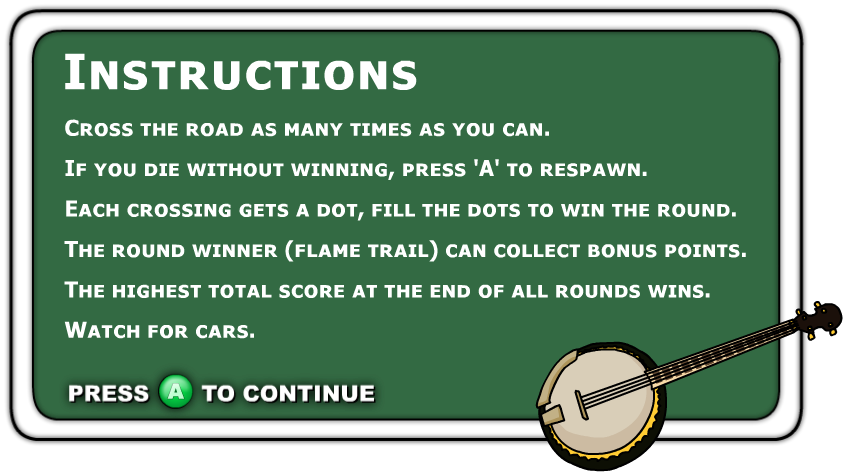 Instructions
Cross the road as many times as you can.
If you die without winning, press 'A' to respawn.
Each crossing gets a dot, fill the dots to win the round.
The round winner (flame trail) can collect bonus points.
The highest total score at the end of all rounds wins.
Watch for cars.
PRESS A TO CONTINUE